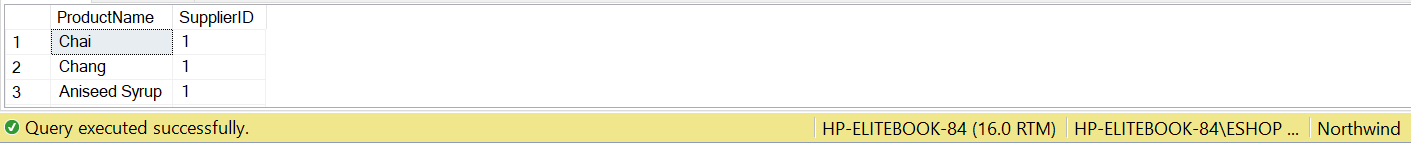 ProductName SupplierID
1 Chai 1
2 Chang 1
3 Aniseed Syrup 1
Query executed successfully. HP-ELITEBOOK-84 (16.0 RTM) HP-ELITEBOOK-84\ESHOP ... Northwind